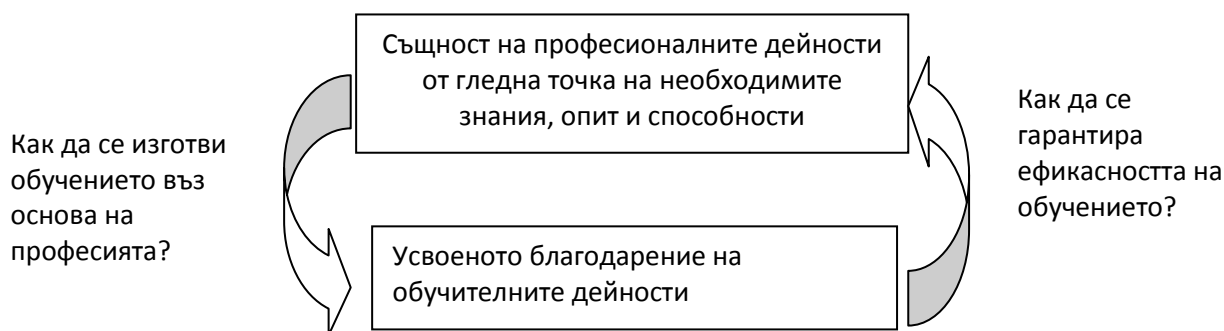 Същност на професионалните дейности
от гледна точка на необходимите
знания, опит и способности
Как да се изготви
обучението въз
основа на
професията?
Как да се
гарантира
ефикасността на
обучението?
Усвоеното благодарение на
обучителните дейности